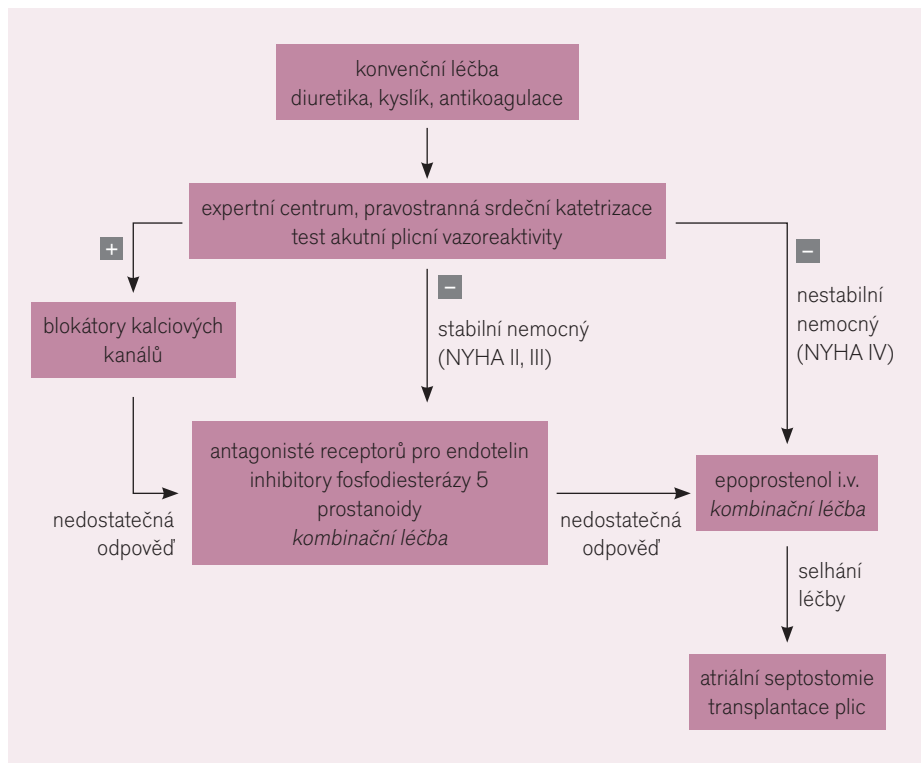 konvenční léčba
diuretika, kyslík, antikoagulace
expertní centrum, pravostranná srdeční katetrizace
test akutní plicní vazoreaktivity
+
–
–
blokátory kalciových
kanálů
stabilní nemocný
(NYHA II, III)
nestabilní
nemocný
(NYHA IV)
antagonisté receptorů pro endotelin
inhibitory fosfodiesterázy 5
prostanoidy
kombinační léčba
nedostatečná
odpověď
nedostatečná
odpověď
epoprostenol i.v.
kombinační léčba
selhání
léčby
atriální septostomie
transplantace plic